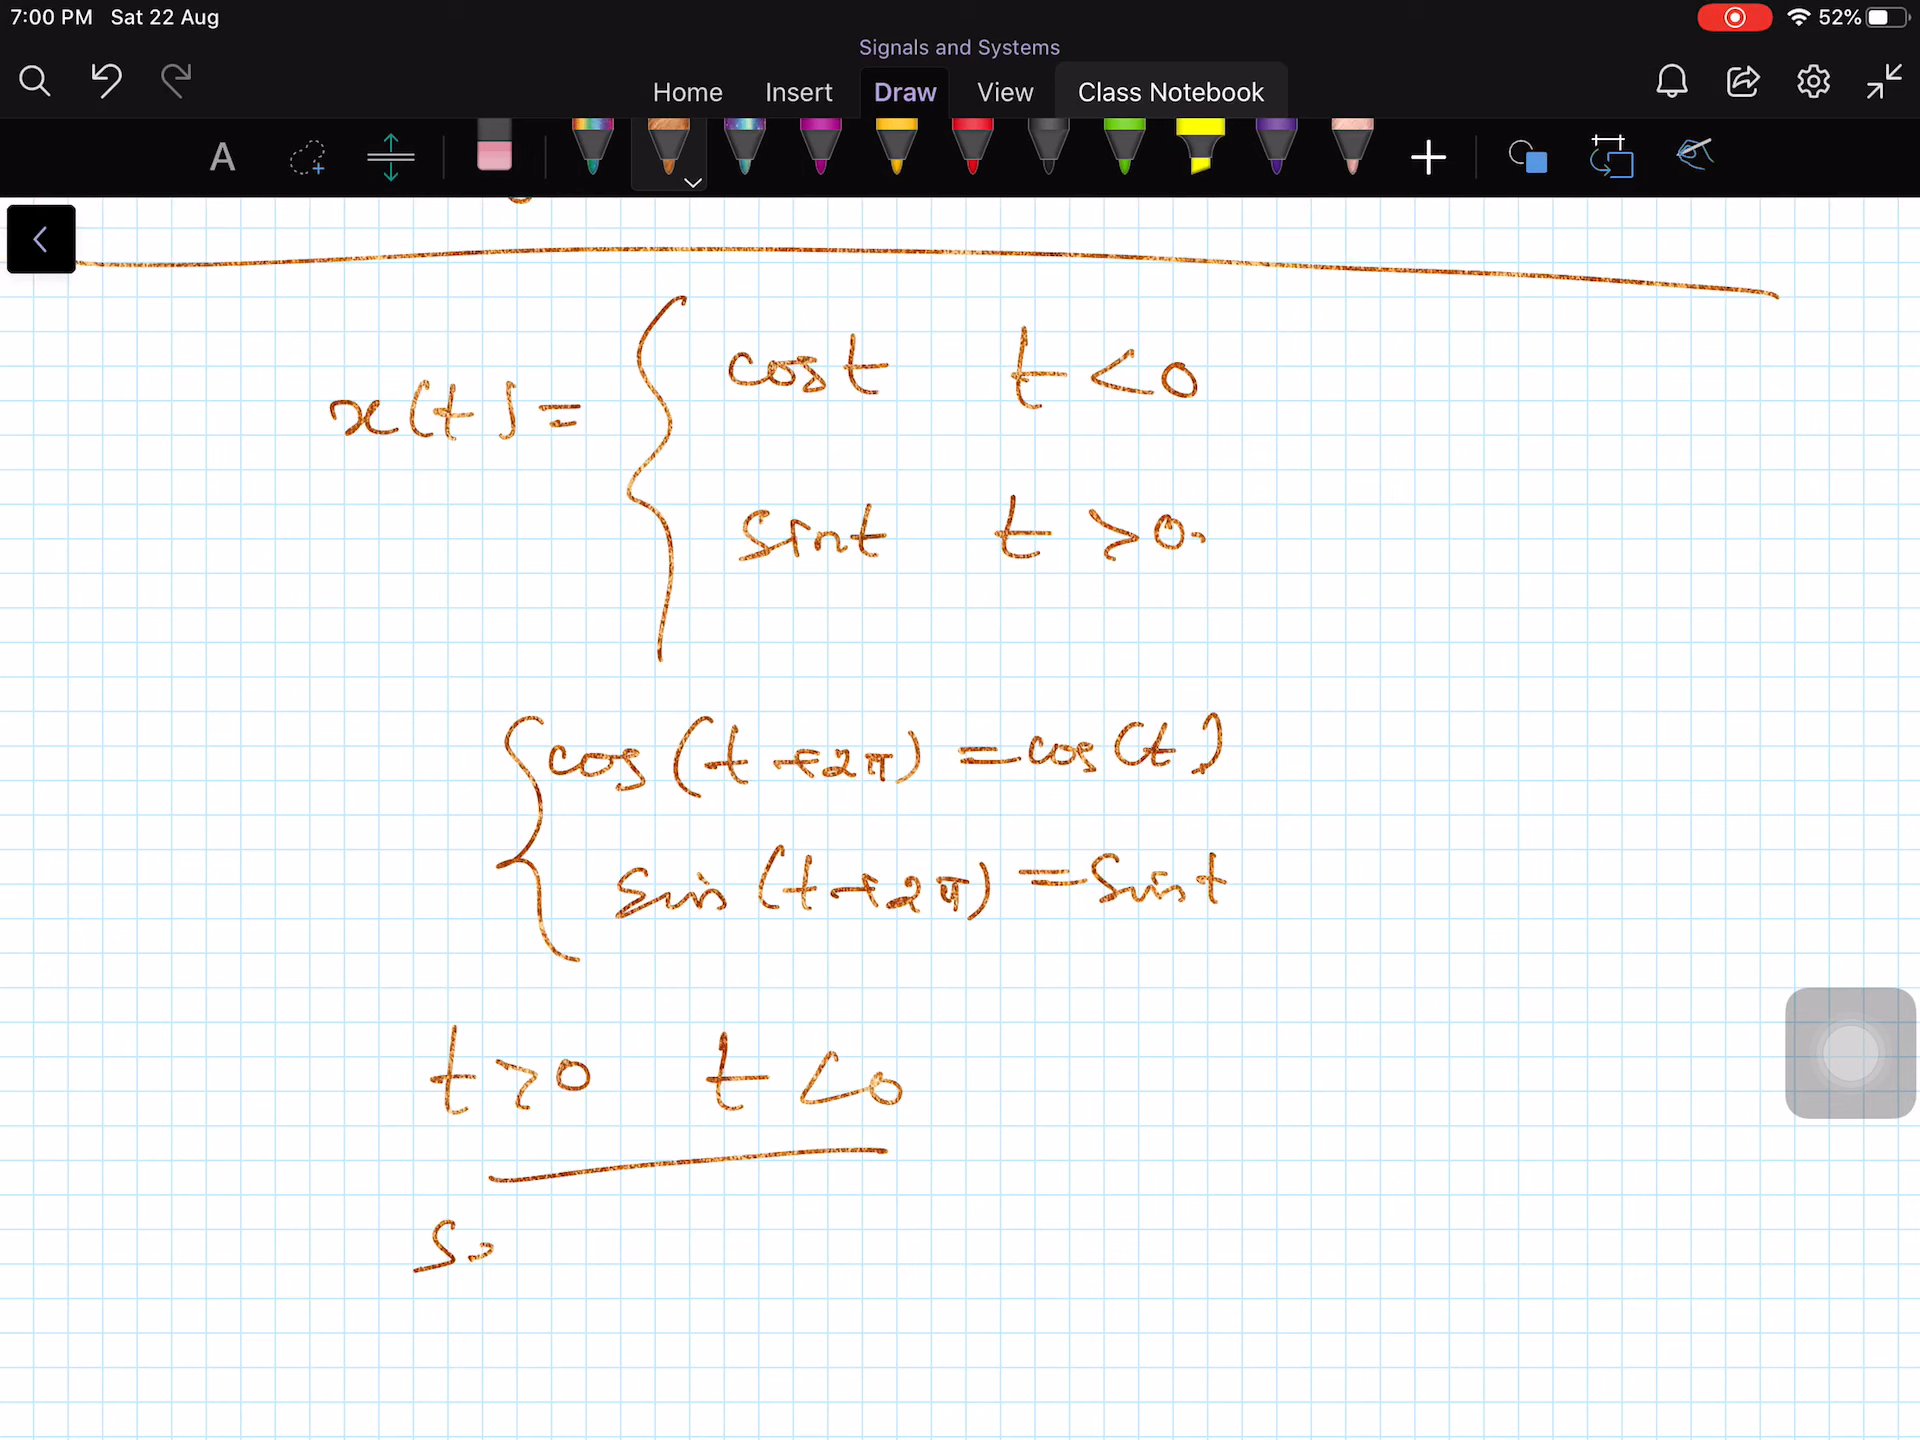 7:00 PM Sat 22 Aug
52%
Signals and Systems
Home Insert Draw View Class Notebook
A
x(t) =
cos t t < 0
sin t t > 0.
cos (t + 2π) = cos (t)
sin (t + 2π) = sin t
t > 0 t < 0